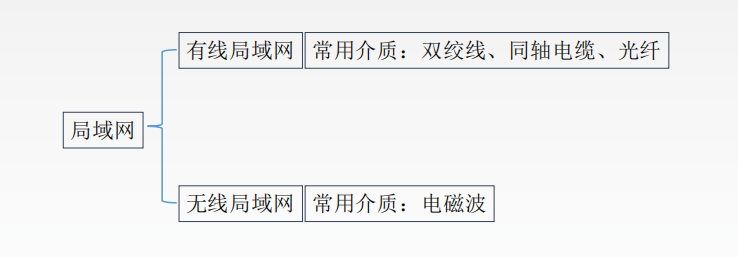 有线局域网 常用介质：双绞线、同轴电缆、光纤
局域网
无线局域网 常用介质：电磁波